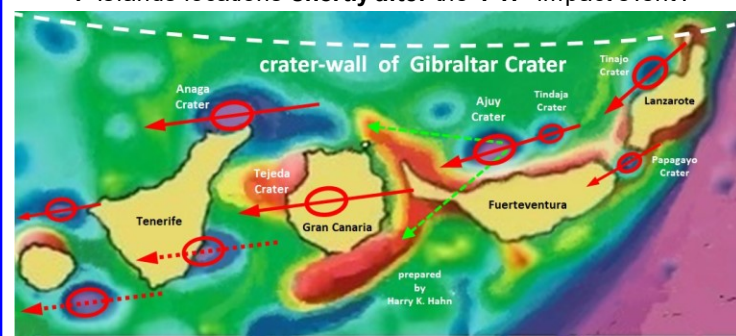 crater-wall of Gibraltar Crater
Tinajo
Crater
Lanzarote
Anaga
Crater
Ajuy
Crater
Tindaja
Crater
Papagayo
Crater
Tejeda
Crater
Tenerife
Gran Canaria
Fuerteventura
prepared
by
Harry K. Hahn